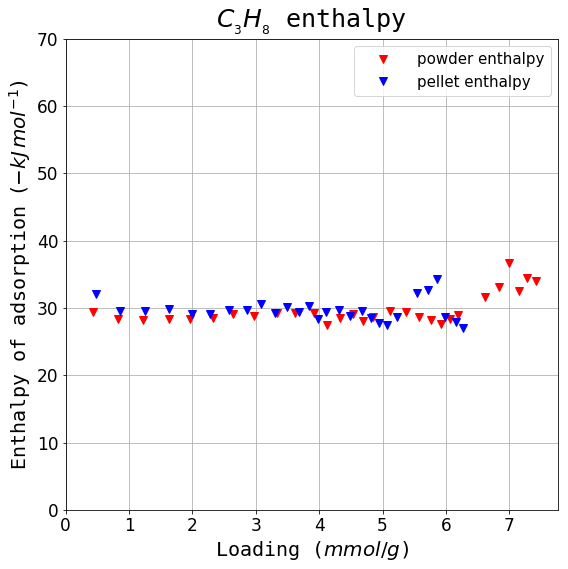 C₃H₈ enthalpy
powder enthalpy
pellet enthalpy
Enthalpy of adsorption (−kJmol⁻¹)
70
60
50
40
30
20
10
0
0 1 2 3 4 5 6 7
Loading (mmol/g)